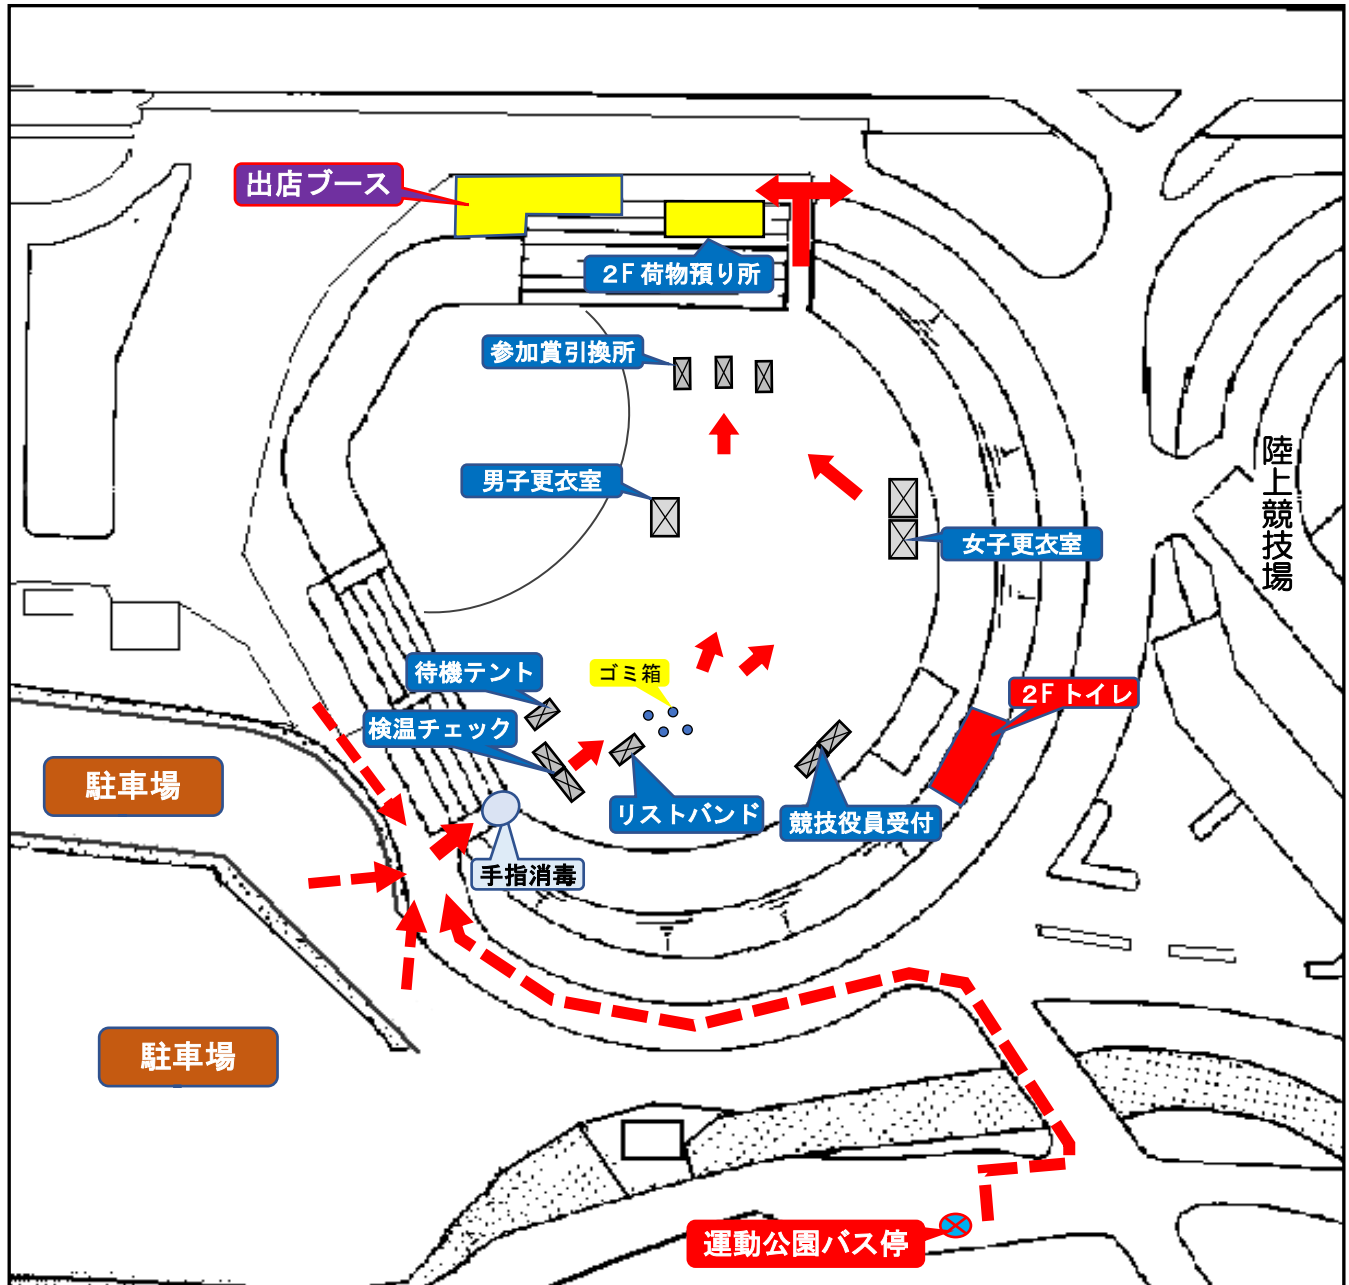 出店ブース
2F 荷物預り所
参加賞引換所
陸上競技場
男子更衣室
女子更衣室
待機テント
ゴミ箱
2Fトイレ
検温チェック
駐車場
リストバンド
競技役員受付
手指消毒
駐車場
運動公園バス停